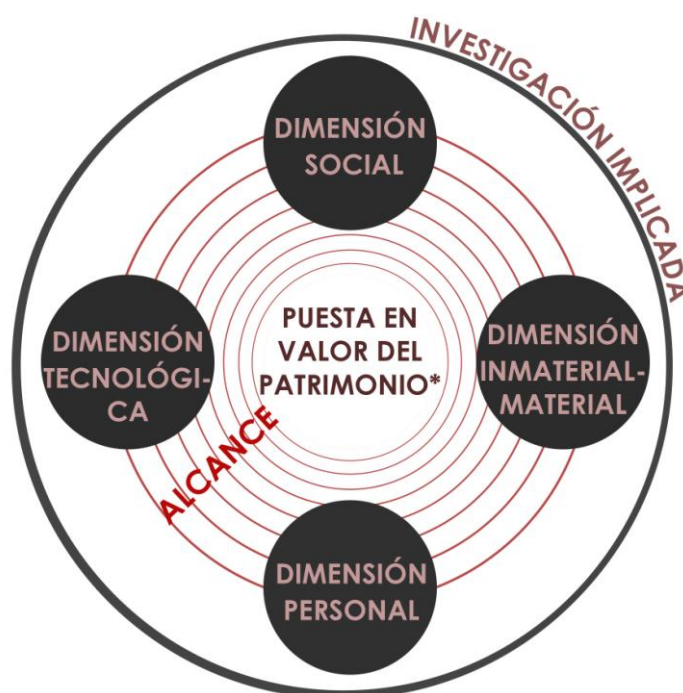 INVESTIGACIÓN IMPLICADA
DIMENSIÓN
SOCIAL
DIMENSIÓN
TECNOLÓGI-
CA
PUESTA EN
VALOR DEL
PATRIMONIO*
DIMENSIÓN
INMATERIAL-
MATERIAL
ALCANCE
DIMENSIÓN
PERSONAL